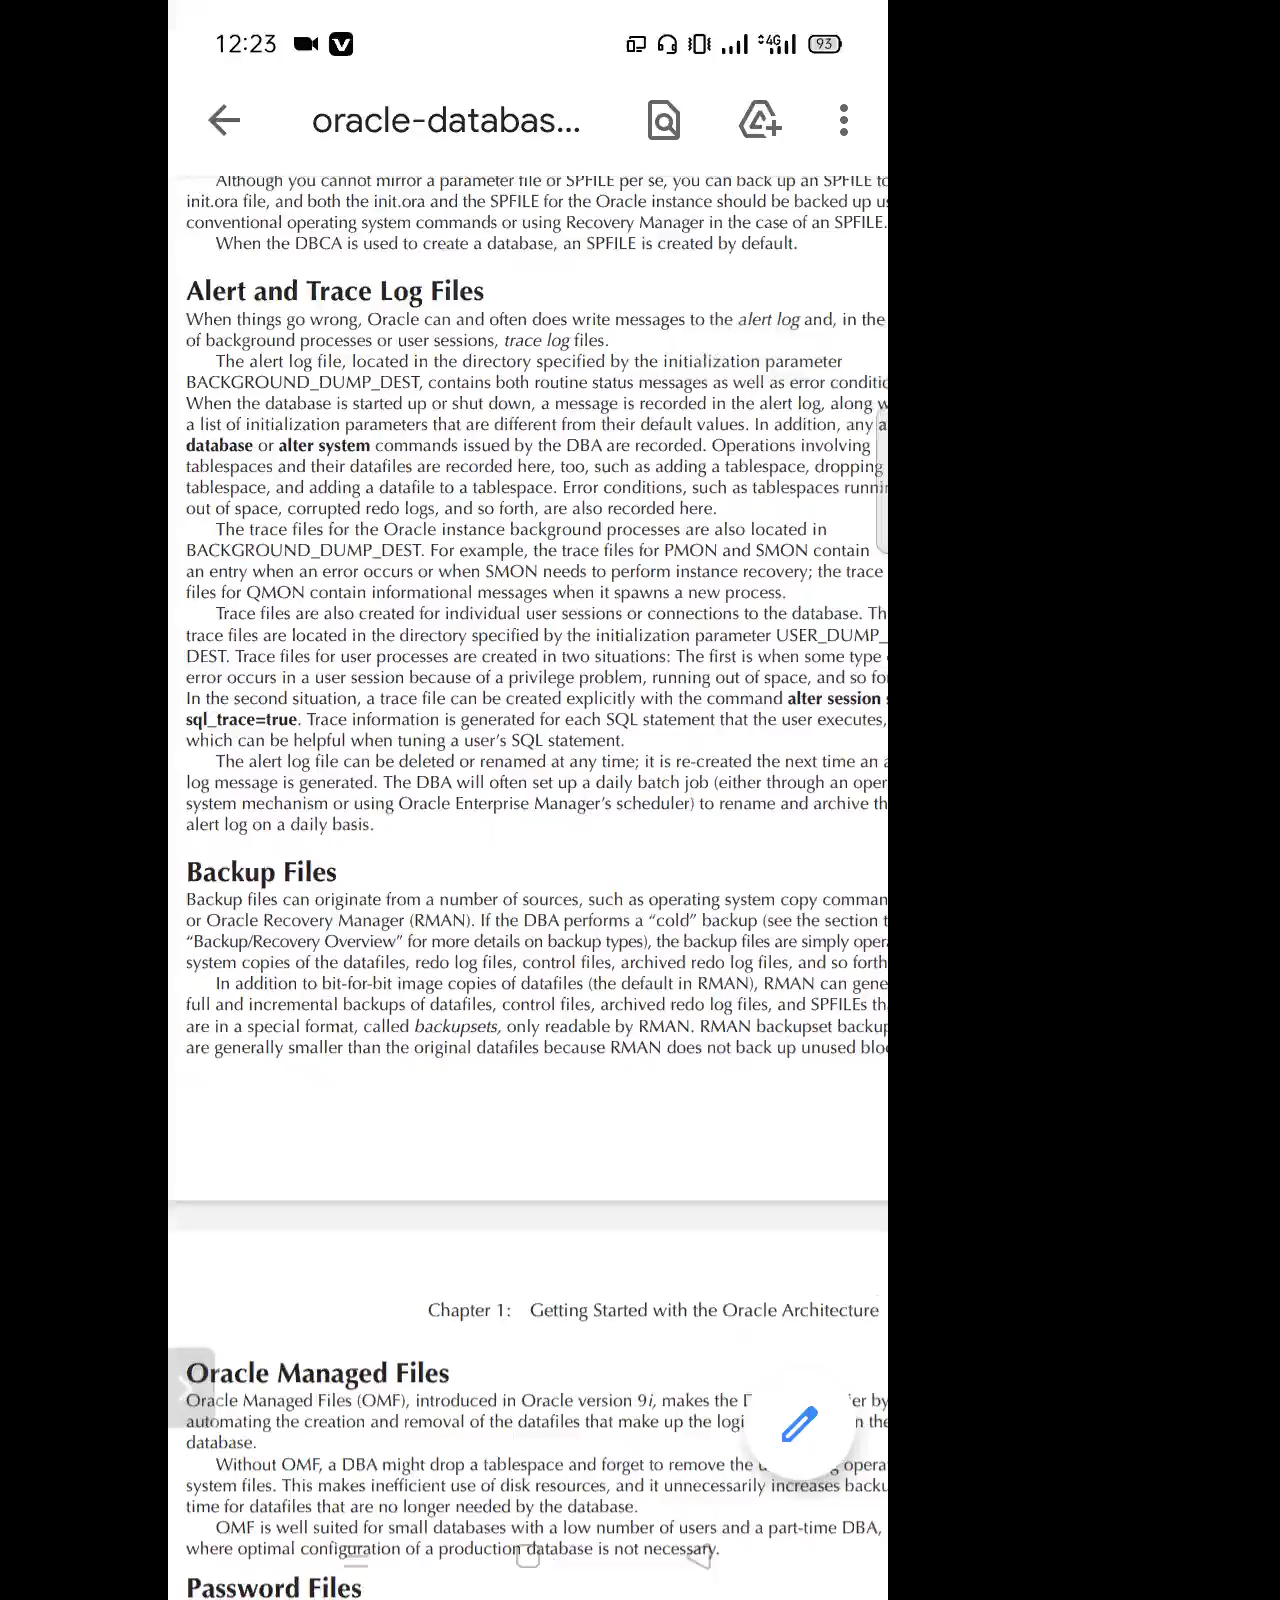 12:23 V 4G 93
oracle-databas...
Although you cannot mirror a parameter file or SPFILE per se, you can back up an SPFILE to
init.ora file, and both the init.ora and the SPFILE for the Oracle instance should be backed up
conventional operating system commands or using Recovery Manager in the case of an SPFILE.
When the DBCA is used to create a database, an SPFILE is created by default.
Alert and Trace Log Files
When things go wrong, Oracle can and often does write messages to the alert log and, in the
of background processes or user sessions, trace log files.
The alert log file, located in the directory specified by the initialization parameter
BACKGROUND_DUMP_DEST, contains both routine status messages as well as error conditio
When the database is started up or shut down, a message is recorded in the alert log, along w
a list of initialization parameters that are different from their default values. In addition, any a
database or alter system commands issued by the DBA are recorded. Operations involving
tablespaces and their datafiles are recorded here, too, such as adding a tablespace, dropping
tablespace, and adding a datafile to a tablespace. Error conditions, such as tablespaces runnin
out of space, corrupted redo logs, and so forth, are also recorded here.
The trace files for the Oracle instance background processes are also located in
BACKGROUND_DUMP_DEST. For example, the trace files for PMON and SMON contain
an entry when an error occurs or when SMON needs to perform instance recovery; the trace
files for QMON contain informational messages when it spawns a new process.
Trace files are also created for individual user sessions or connections to the database. Th
trace files are located in the directory specified by the initialization parameter USER_DUMP_
DEST. Trace files for user processes are created in two situations: The first is when some type
error occurs in a user session because of a privilege problem, running out of space, and so fo
In the second situation, a trace file can be created explicitly with the command alter session
sql_trace=true. Trace information is generated for each SQL statement that the user executes,
which can be helpful when tuning a user's SQL statement.
The alert log file can be deleted or renamed at any time; it is re-created the next time an a
log message is generated. The DBA will often set up a daily batch job (either through an oper
system mechanism or using Oracle Enterprise Manager's scheduler) to rename and archive th
alert log on a daily basis.
Backup Files
Backup files can originate from a number of sources, such as operating system copy comman
or Oracle Recovery Manager (RMAN). If the DBA performs a "cold" backup (see the section t
"Backup/Recovery Overview" for more details on backup types), the backup files are simply oper
system copies of the datafiles, redo log files, control files, archived redo log files, and so forth
In addition to bit-for-bit image copies of datafiles (the default in RMAN), RMAN can gene
full and incremental backups of datafiles, control files, archived redo log files, and SPFILEs th
are in a special format, called backupsets, only readable by RMAN. RMAN backupset backup
are generally smaller than the original datafiles because RMAN does not back up unused blo
Chapter 1: Getting Started with the Oracle Architecture
Oracle Managed Files
Oracle Managed Files (OMF), introduced in Oracle version 9i, makes the er by
automating the creation and removal of the datafiles that make up the logi n the
database.
Without OMF, a DBA might drop a tablespace and forget to remove the opera
system files. This makes inefficient use of disk resources, and it unnecessarily increases backu
time for datafiles that are no longer needed by the database.
OMF is well suited for small databases with a low number of users and a part-time DBA,
where optimal configuration of a production database is not necessary.
Password Files